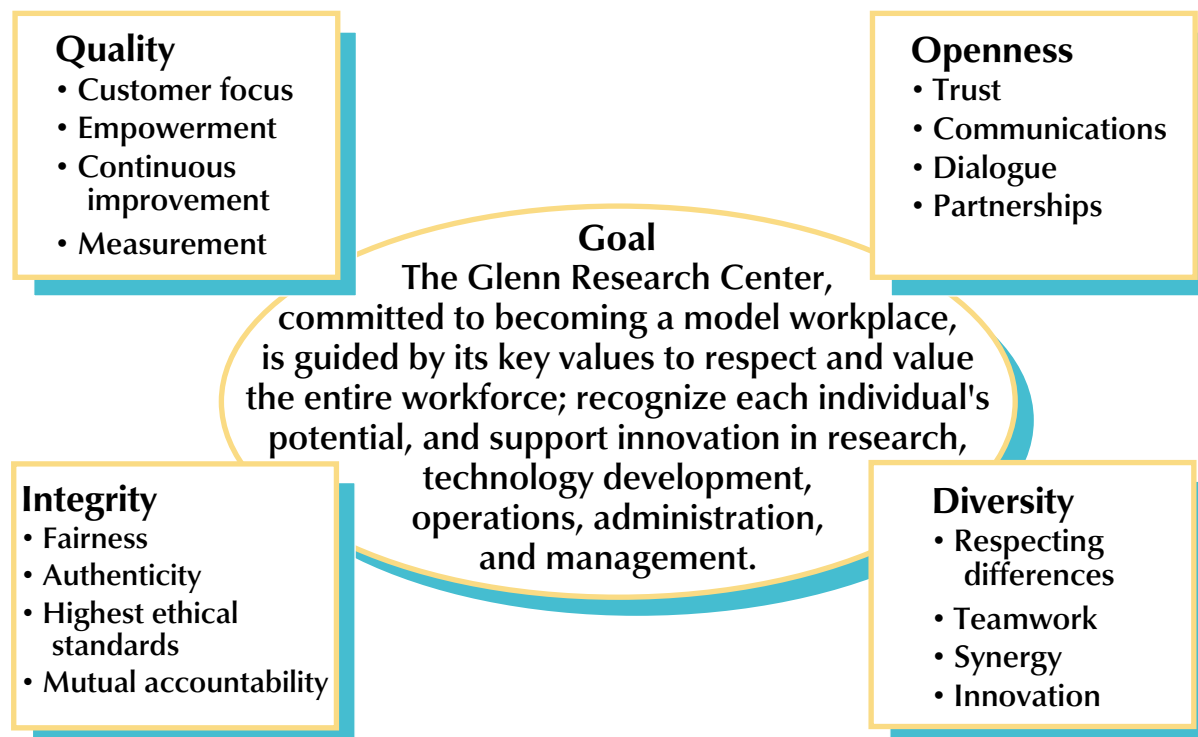 Quality
• Customer focus
• Empowerment
• Continuous
improvement
• Measurement
Openness
• Trust
• Communications
• Dialogue
• Partnerships
Goal
The Glenn Research Center,
committed to becoming a model workplace,
is guided by its key values to respect and value
the entire workforce; recognize each individual's
potential, and support innovation in research,
technology development,
operations, administration,
and management.
Integrity
• Fairness
• Authenticity
• Highest ethical
standards
• Mutual accountability
Diversity
• Respecting
differences
• Teamwork
• Synergy
• Innovation